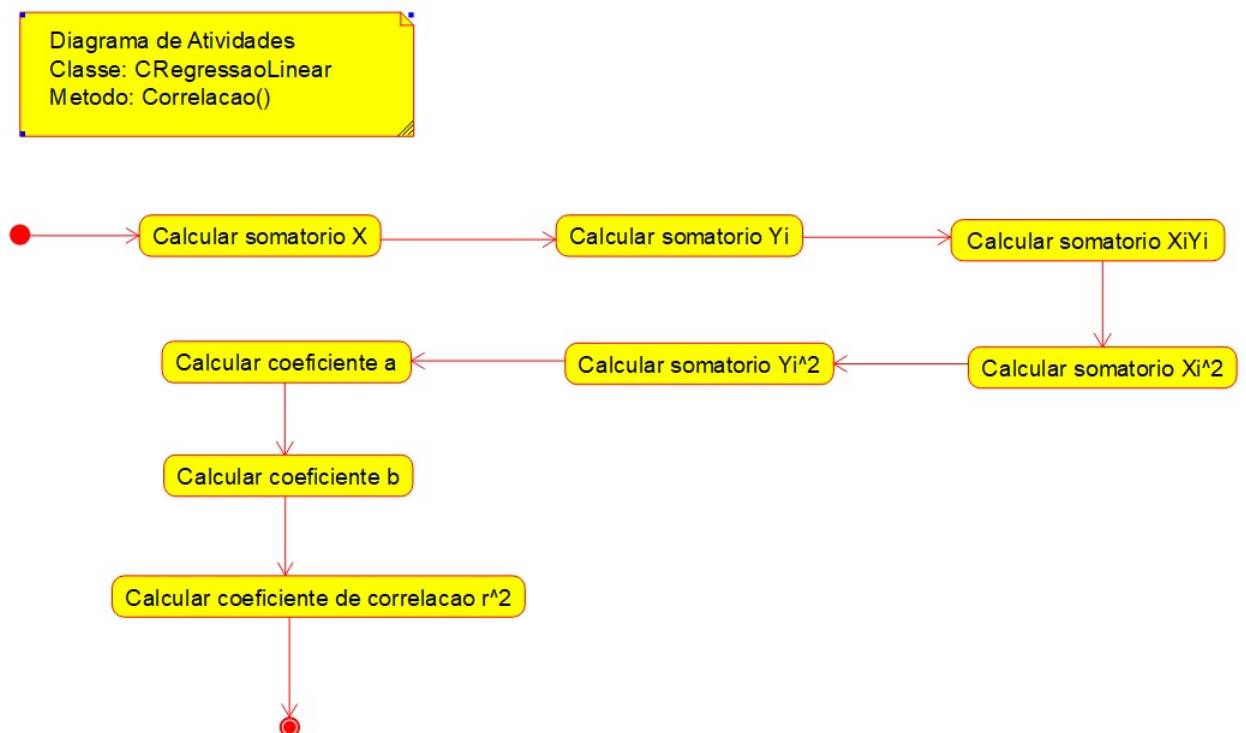 Diagrama de Atividades
Classe: CRegressaoLinear
Metodo: Correlacao()
Calcular somatorio X
Calcular somatorio Yi
Calcular somatorio XiYi
Calcular somatorio Xi^2
Calcular somatorio Yi^2
Calcular coeficiente a
Calcular coeficiente b
Calcular coeficiente de correlacao r^2